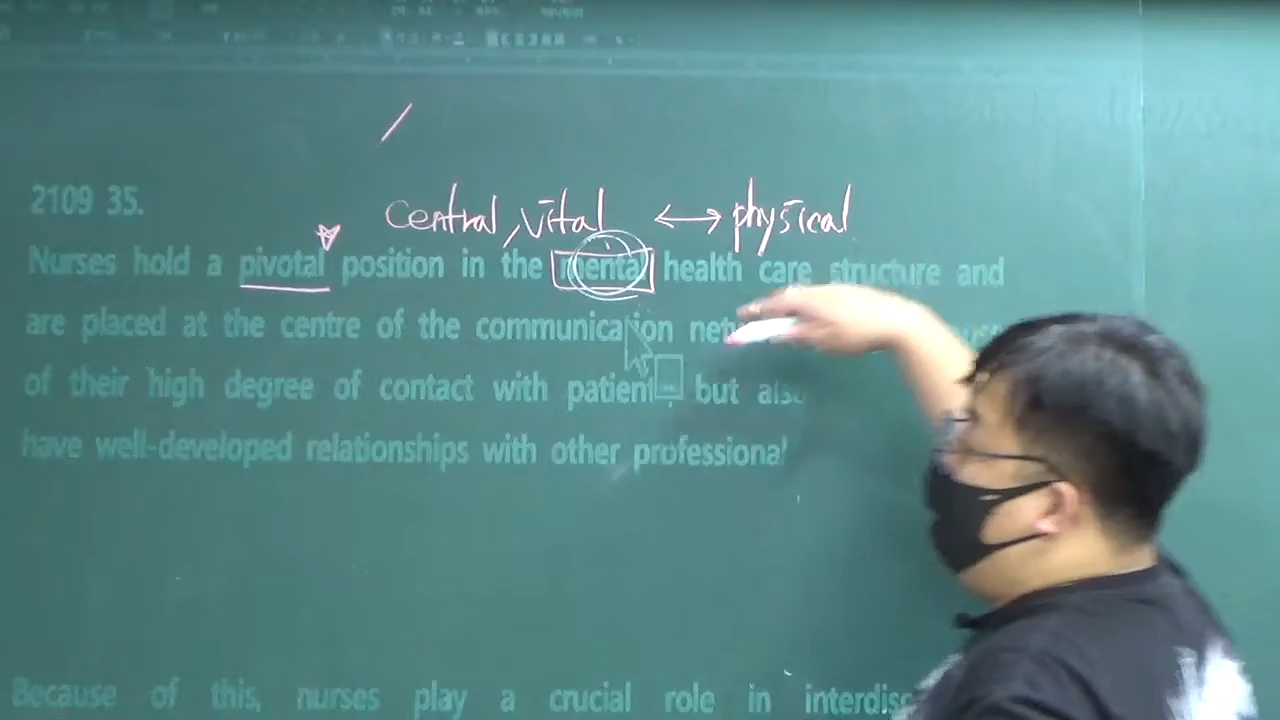 2109 35.
central, vital ↔ physical
Nurses hold a pivotal position in the mental health care structure and
are placed at the centre of the communication
of their high degree of contact with patient but
have well-developed relationships with other professional
Because of this, nurses play a crucial role in